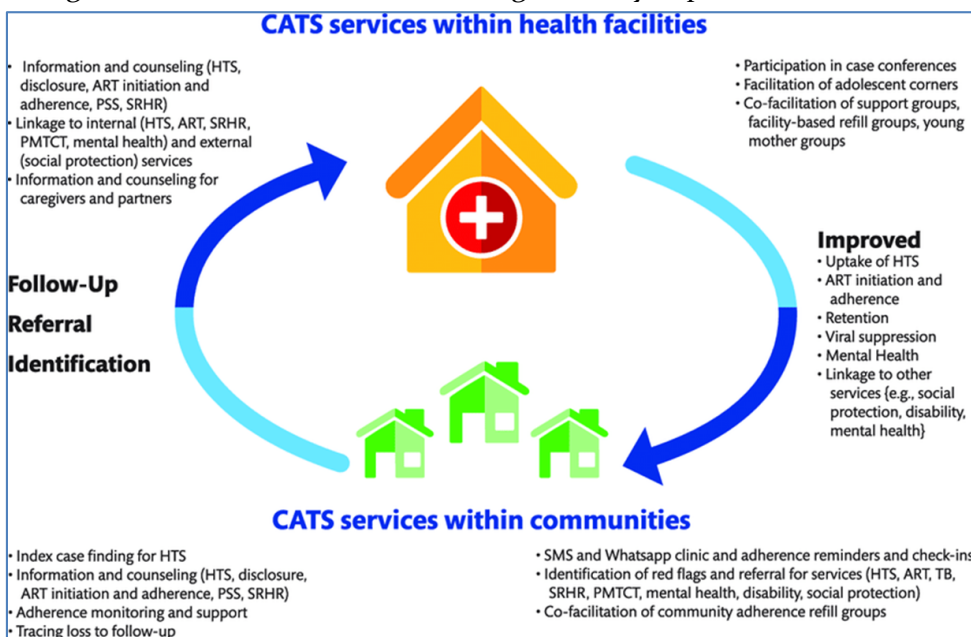 CATS services within health facilities
• Information and counseling (HTS,
disclosure, ART initiation and
adherence, PSS, SRHR)
• Linkage to internal (HTS, ART, SRHR,
PMTCT, mental health) and external
(social protection) services
• Information and counseling for
caregivers and partners
• Participation in case conferences
• Facilitation of adolescent corners
• Co-facilitation of support groups,
facility-based refill groups, young
mother groups
Follow-Up
Referral
Identification
Improved
• Uptake of HTS
• ART initiation and
adherence
• Retention
• Viral suppression
• Mental Health
• Linkage to other
services {e.g., social
protection, disability,
mental health}
CATS services within communities
• Index case finding for HTS
• Information and counseling (HTS, disclosure,
ART initiation and adherence, PSS, SRHR)
• Adherence monitoring and support
• Tracing loss to follow-up
• SMS and Whatsapp clinic and adherence reminders and check-ins
• Identification of red flags and referral for services (HTS, ART, TB,
SRHR, PMTCT, mental health, disability, social protection)
• Co-facilitation of community adherence refill groups